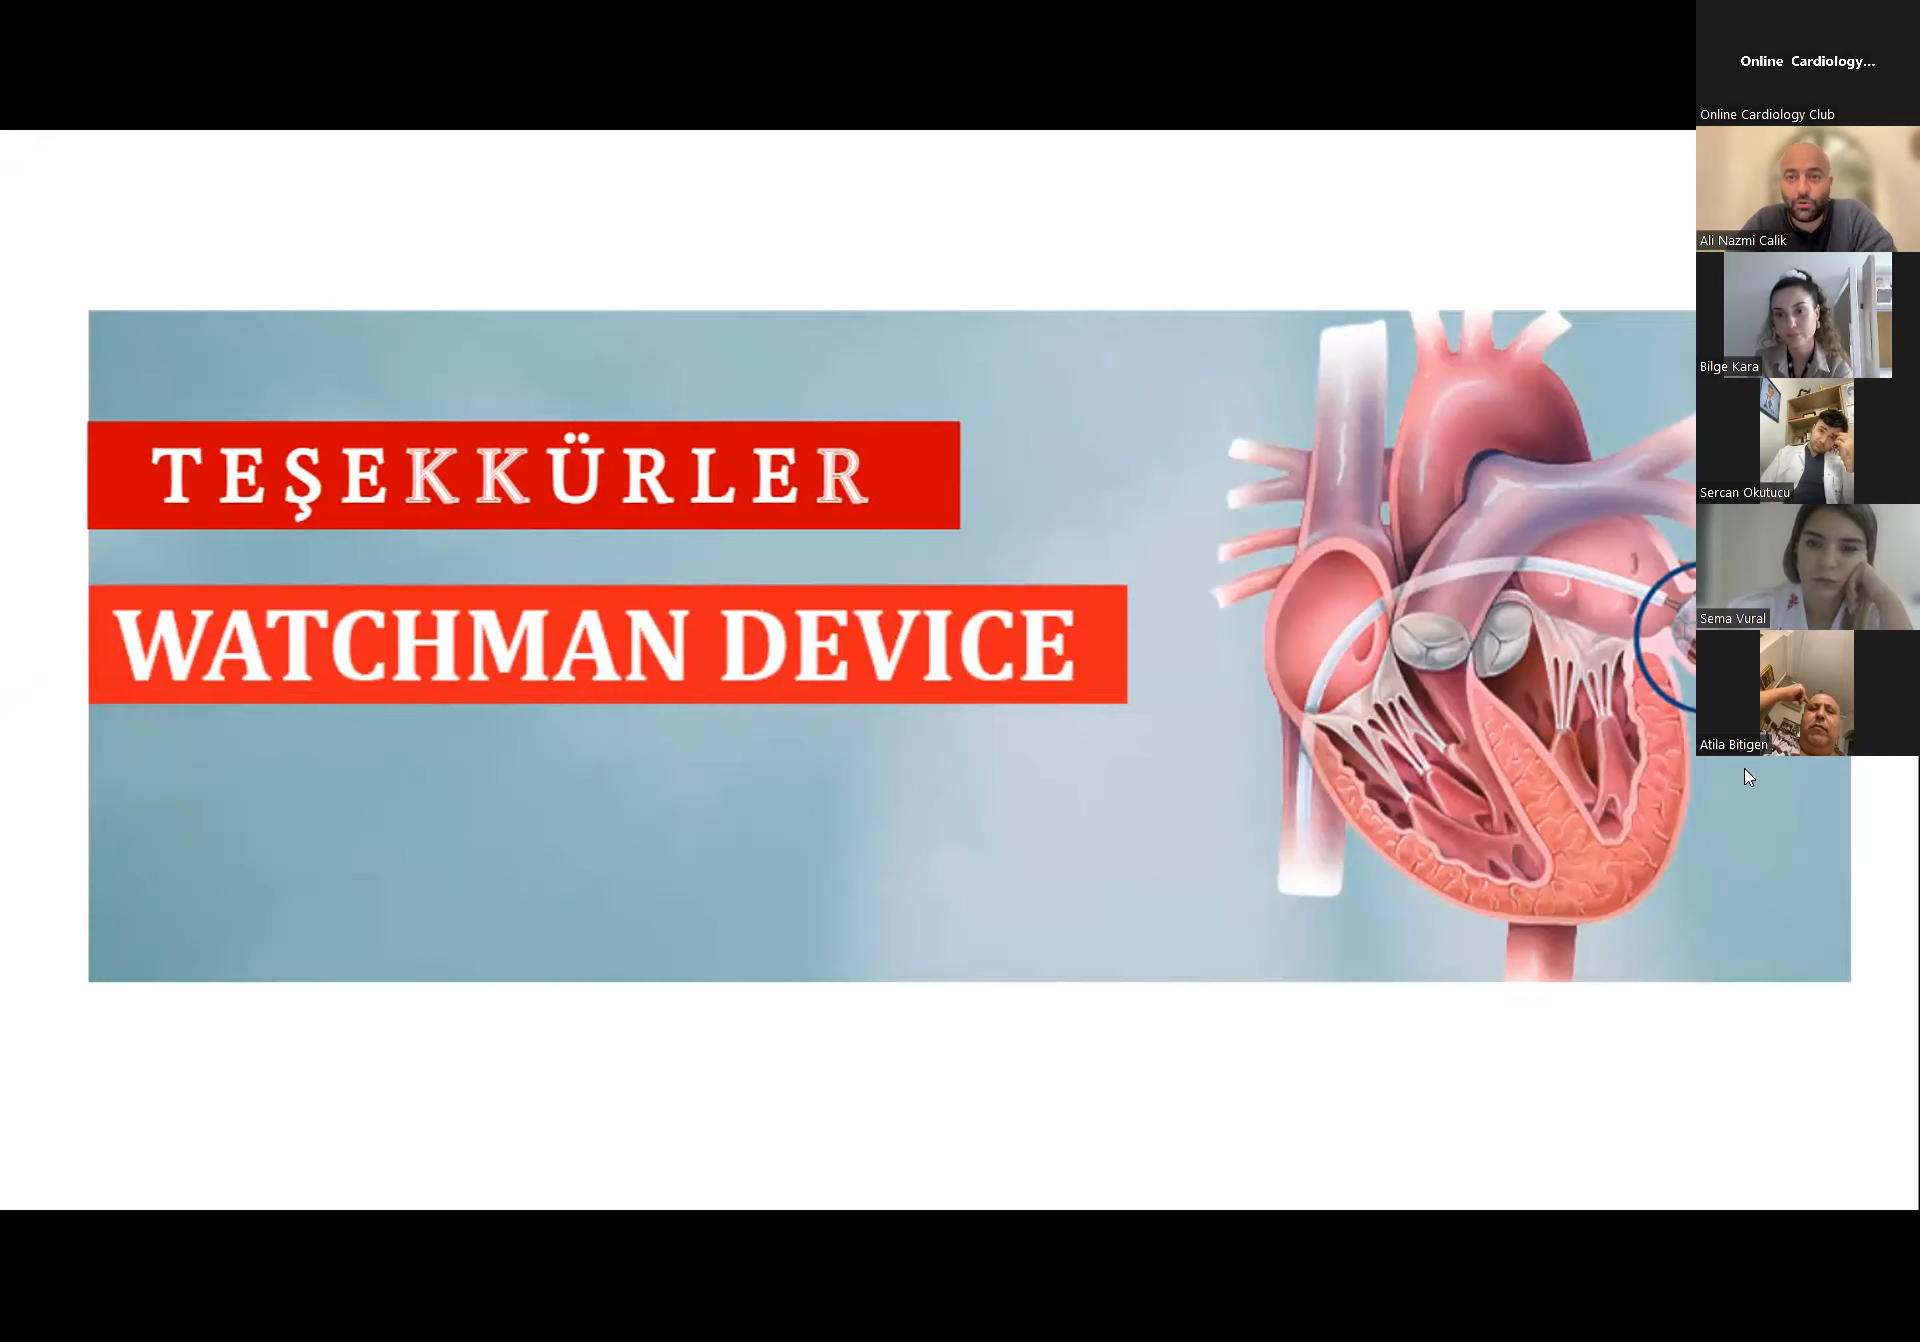 Online Cardiology...
Online Cardiology Club
Ali Nazmi Calik
Bilge Kara
Sercan Okutucu
Sema Vural
Atila Bitigen
TEŞEKKÜRLER
WATCHMAN DEVICE